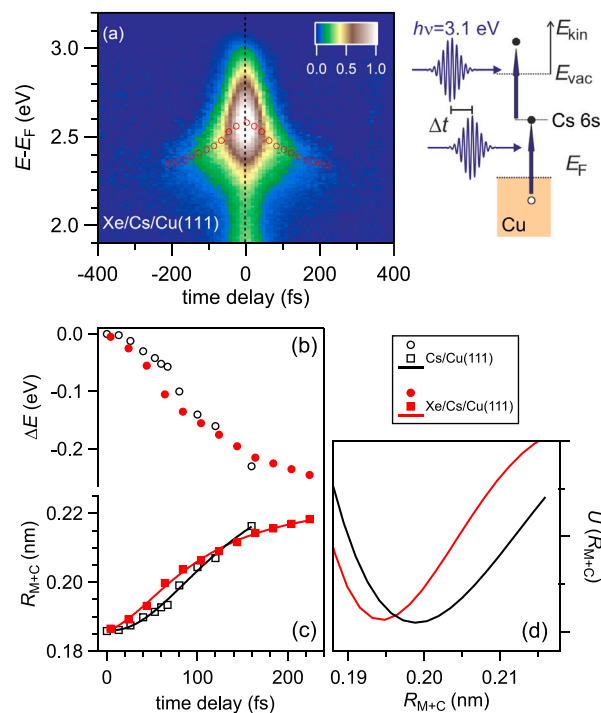 (a)
0.0 0.5 1.0
3.0
2.5
2.0
E-E_F (eV)
Xe/Cs/Cu(111)
-400 -200 0 200 400
time delay (fs)
hν=3.1 eV
E_kin
E_vac
Δt
Cs 6s
E_F
Cu
(b)
0.0
-0.1
-0.2
ΔE (eV)
Cs/Cu(111)
Xe/Cs/Cu(111)
0.22
0.20
0.18
R_M+C (nm)
(c)
0 100 200
time delay (fs)
U (R_M+C)
(d)
0.19 0.20 0.21
R_M+C (nm)